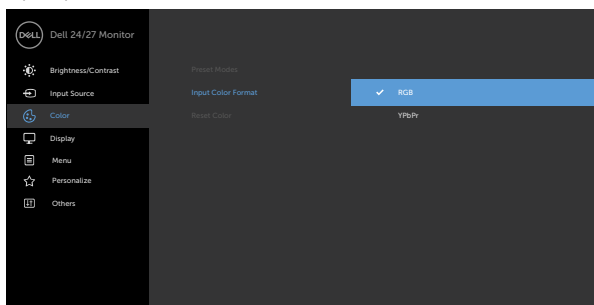 DELL Dell 24/27 Monitor
Brightness/Contrast
Preset Modes
Input Source
Input Color Format
RGB
Color
Reset Color
YPbPr
Display
Menu
Personalize
Others